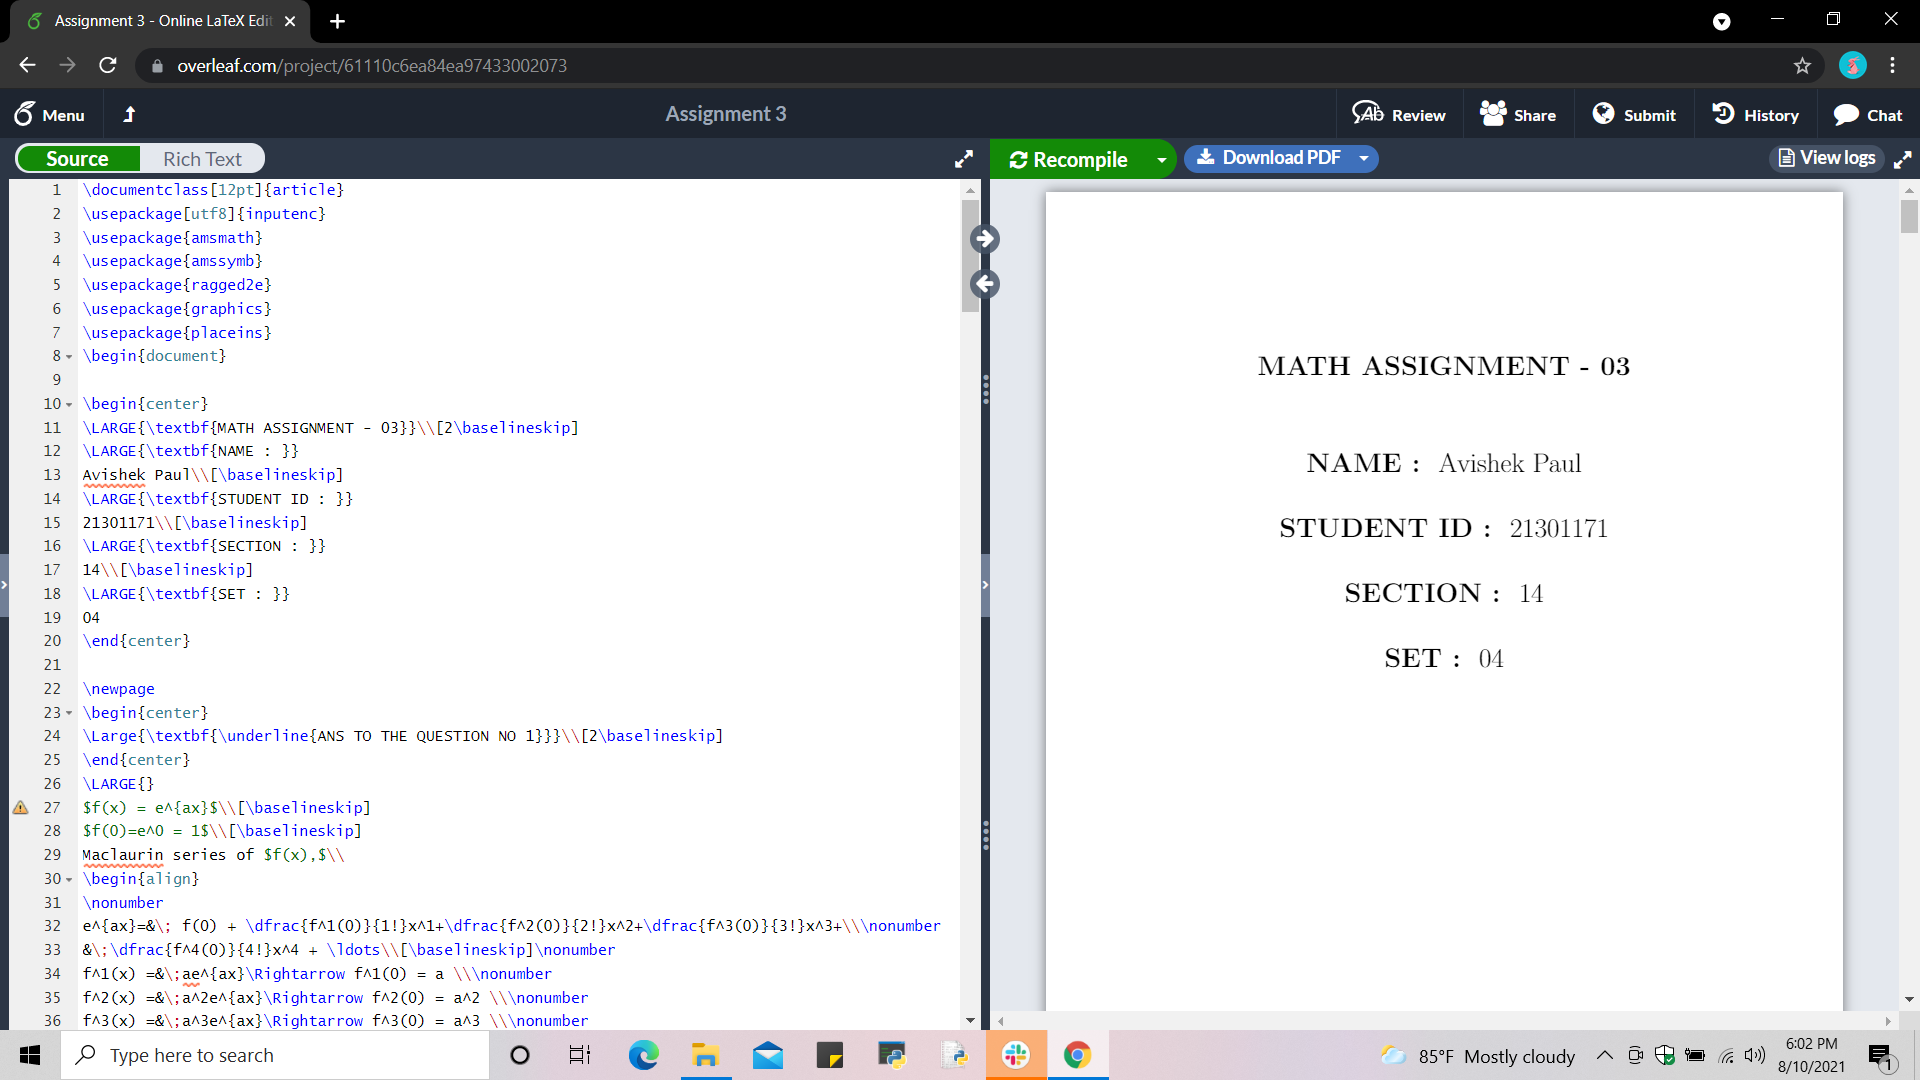 Assignment 3 - Online LaTeX Edit
overleaf.com/project/61110c6ea84ea97433002073
Menu
Assignment 3
Review
Share
Submit
History
Chat
Source
Rich Text
Recompile
Download PDF
View logs
1 \documentclass[12pt]{article}
2 \usepackage[utf8]{inputenc}
3 \usepackage{amsmath}
4 \usepackage{amssymb}
5 \usepackage{ragged2e}
6 \usepackage{graphics}
7 \usepackage{placeins}
8 \begin{document}
9
10 \begin{center}
11 \LARGE{\textbf{MATH ASSIGNMENT - 03}}\\[2\baselineskip]
12 \LARGE{\textbf{NAME : }}
13 Avishek Paul\\[\baselineskip]
14 \LARGE{\textbf{STUDENT ID : }}
15 21301171\\[\baselineskip]
16 \LARGE{\textbf{SECTION : }}
17 14\\[\baselineskip]
18 \LARGE{\textbf{SET : }}
19 04
20 \end{center}
21
22 \newpage
23 \begin{center}
24 \Large{\textbf{\underline{ANS TO THE QUESTION NO 1}}}\\[2\baselineskip]
25 \end{center}
26 \LARGE{}
27 $f(x) = e^{ax}$\\[\baselineskip]
28 $f(0)=e^0 = 1$\\[\baselineskip]
29 Maclaurin series of $f(x),$\\
30 \begin{align}
31 \nonumber
32 e^{ax}=&\; f(0) + \dfrac{f^1(0)}{1!}x^1+\dfrac{f^2(0)}{2!}x^2+\dfrac{f^3(0)}{3!}x^3+\\\nonumber
33 &\;\dfrac{f^4(0)}{4!}x^4 + \ldots\\[\baselineskip]\nonumber
34 f^1(x) =&\;ae^{ax}\Rightarrow f^1(0) = a \\\nonumber
35 f^2(x) =&\;a^2e^{ax}\Rightarrow f^2(0) = a^2 \\\nonumber
36 f^3(x) =&\;a^3e^{ax}\Rightarrow f^3(0) = a^3 \\\nonumber
MATH ASSIGNMENT - 03
NAME : Avishek Paul
STUDENT ID : 21301171
SECTION : 14
SET : 04
Type here to search
85°F Mostly cloudy
6:02 PM
8/10/2021
1